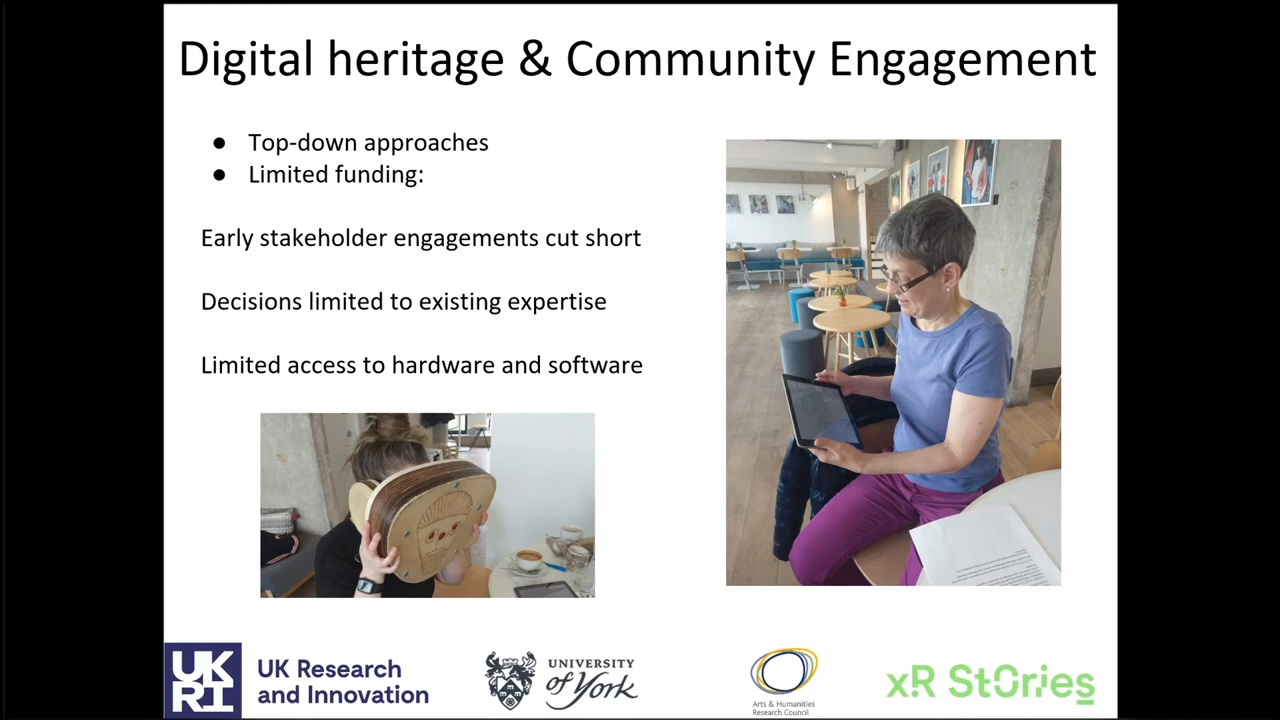 Digital heritage & Community Engagement
● Top-down approaches
● Limited funding:
Early stakeholder engagements cut short
Decisions limited to existing expertise
Limited access to hardware and software
UK
RI
UK Research
and Innovation
UNIVERSITY
of York
Arts & Humanities
Research Council
xR StOries